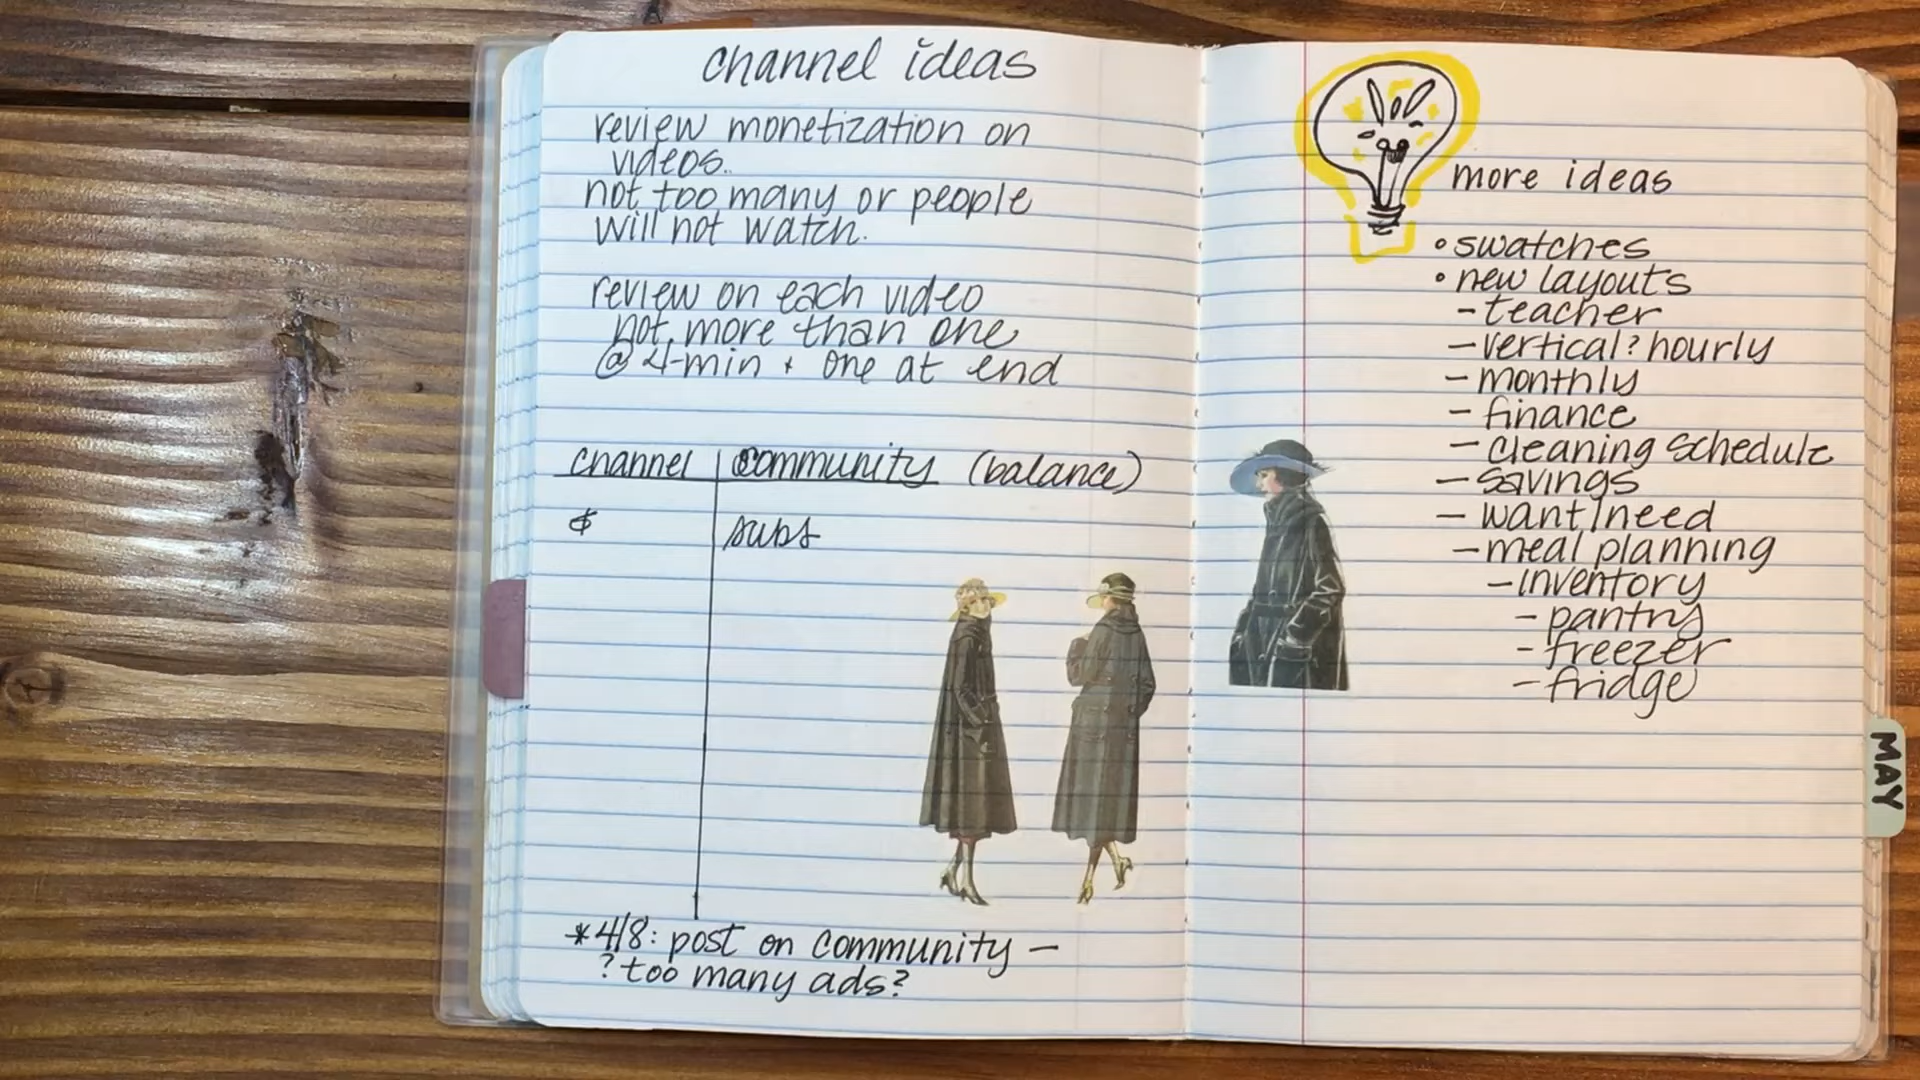 channel ideas
review monetization on
videos..
not too many or people
will not watch.
review on each video
not more than one
@ 4-min + one at end
channel | community (balance)
$ | subs
*4/8: post on community —
? too many ads?
more ideas
• swatches
• new layouts
- teacher
- vertical? hourly
- monthly
- finance
- cleaning schedule
- savings
- want/need
- meal planning
- inventory
- pantry
- freezer
- fridge
MAY